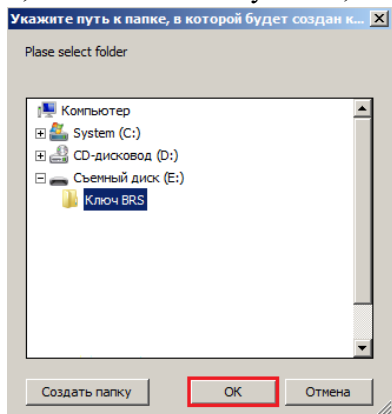 Укажите путь к папке, в которой будет создан к...
Plase select folder
Компьютер
System (C:)
CD-дисковод (D:)
Съемный диск (E:)
Ключ BRS
Создать папку
ОК
Отмена